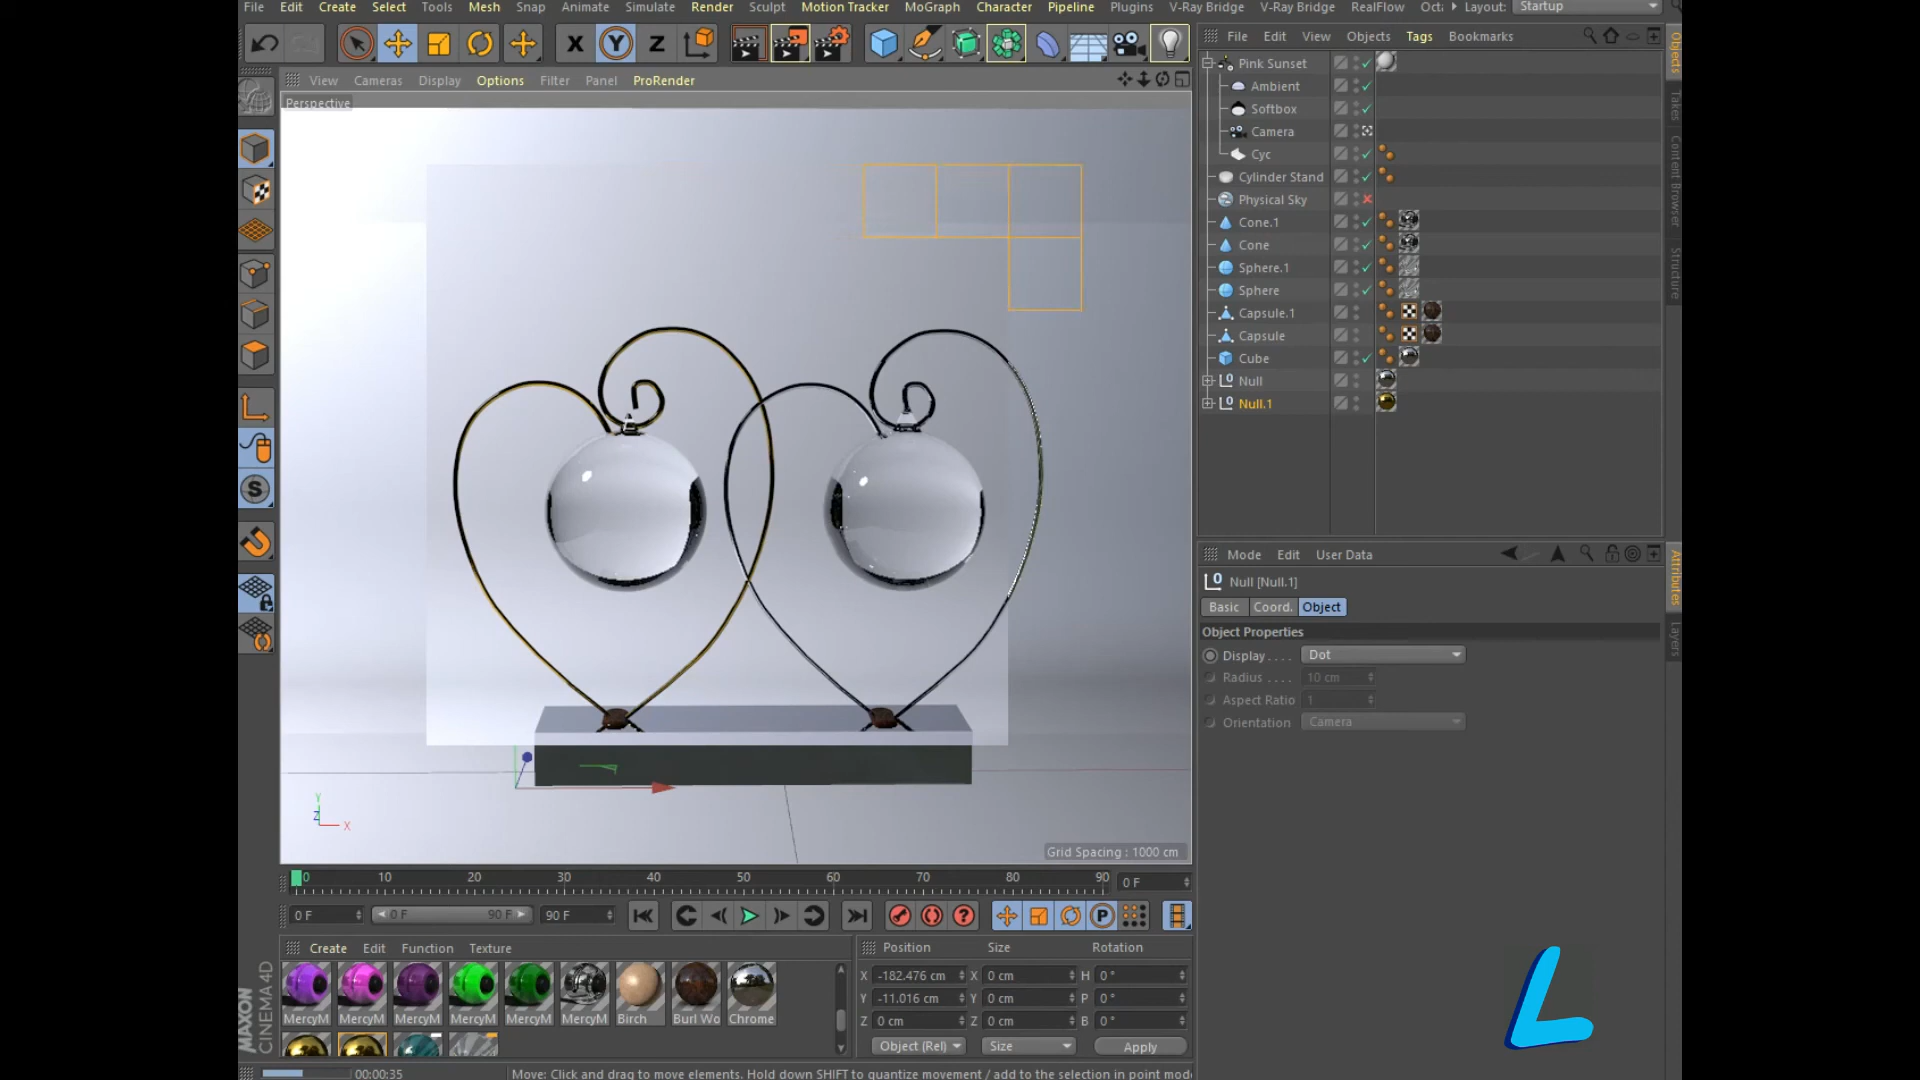 File Edit Create Select Tools Mesh Snap Animate Simulate Render Sculpt Motion Tracker MoGraph Character Pipeline Plugins V-Ray Bridge V-Ray Bridge RealFlow Octa Layout: Startup
X Y Z
File Edit View Objects Tags Bookmarks
View Cameras Display Options Filter Panel ProRender
Perspective
Pink Sunset
Ambient
Softbox
Camera
Cyc
Cylinder Stand
Physical Sky
Cone.1
Cone
Sphere.1
Sphere
Capsule.1
Capsule
Cube
Null
Null.1
Objects
Takes
Content Browser
Structure
Mode Edit User Data
Null [Null.1]
Basic Coord. Object
Object Properties
Display . . . . Dot
Radius . . . . 10 cm
Aspect Ratio 1
Orientation Camera
Attributes
Layers
Y
Z
X
Grid Spacing : 1000 cm
0 10 20 30 40 50 60 70 80 90 0 F
0 F 0 F 90 F 90 F
Create Edit Function Texture
MercyM MercyM MercyM MercyM MercyM MercyM Birch Burl Wo Chrome
Position Size Rotation
X -182.476 cm X 0 cm H 0 °
Y -11.016 cm Y 0 cm P 0 °
Z 0 cm Z 0 cm B 0 °
Object (Rel) Size Apply
MAXON
CINEMA 4D
00:00:35 Move: Click and drag to move elements. Hold down SHIFT to quantize movement / add to the selection in point mod
L